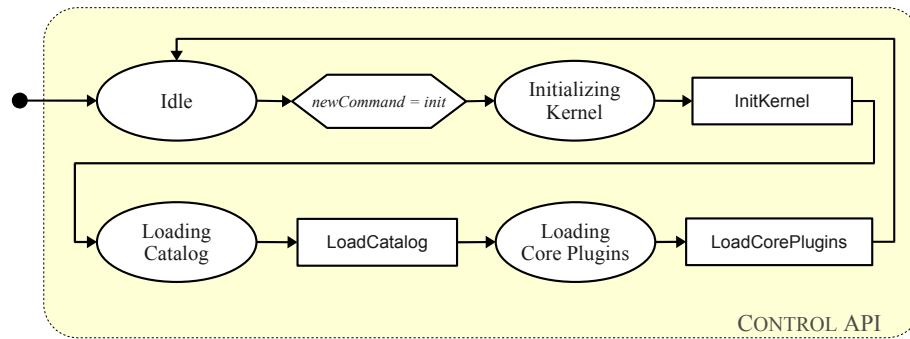 Idle
newCommand = init
Initializing
Kernel
InitKernel
Loading
Catalog
LoadCatalog
Loading
Core Plugins
LoadCorePlugins
CONTROL API